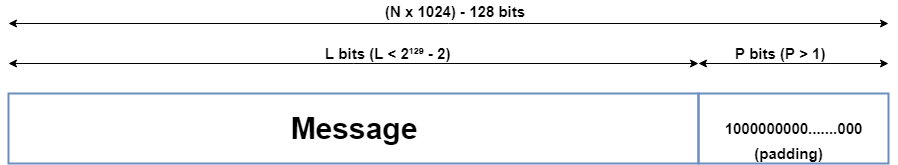 (N x 1024) - 128 bits
L bits (L < 2¹²⁹ - 2)
P bits (P > 1)
Message
1000000000.......000
(padding)